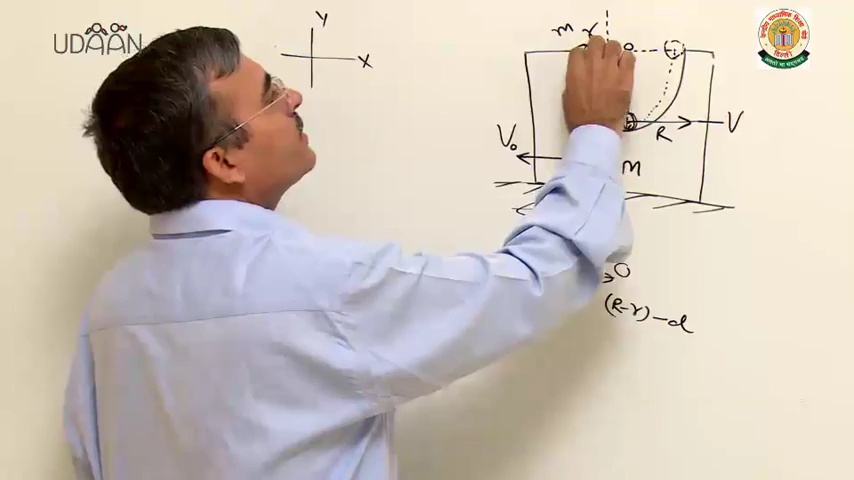 UDAAN
Y
X
m r
V₀
R
V
M
→ 0
(R-r)-d